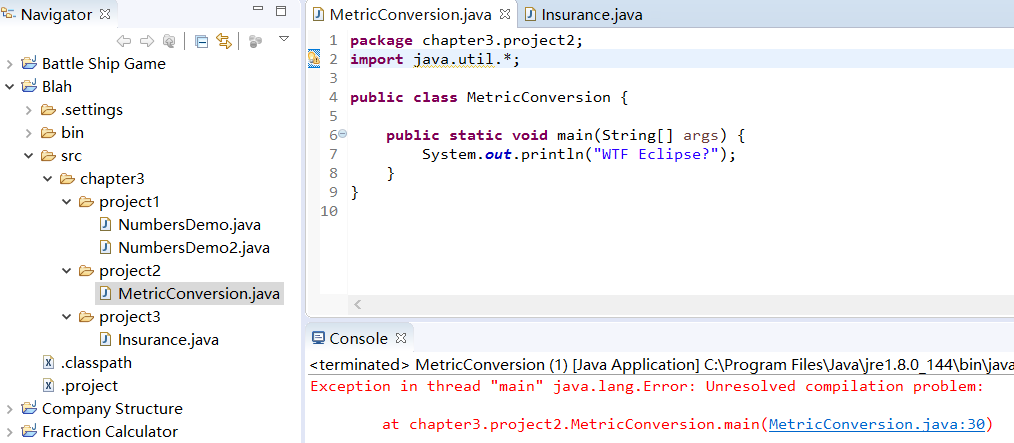 Navigator
Battle Ship Game
Blah
.settings
bin
src
chapter3
project1
NumbersDemo.java
NumbersDemo2.java
project2
MetricConversion.java
project3
Insurance.java
.classpath
.project
Company Structure
Fraction Calculator
MetricConversion.java
Insurance.java
1 package chapter3.project2;
2 import java.util.*;
3
4 public class MetricConversion {
5
6 public static void main(String[] args) {
7 System.out.println("WTF Eclipse?");
8 }
9 }
10
Console
<terminated> MetricConversion (1) [Java Application] C:\Program Files\Java\jre1.8.0_144\bin\java
Exception in thread "main" java.lang.Error: Unresolved compilation problem:
at chapter3.project2.MetricConversion.main(MetricConversion.java:30)